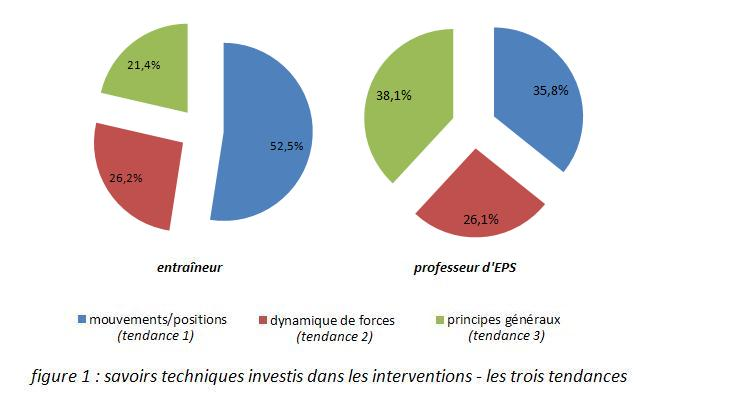 21,4%
38,1%
35,8%
52,5%
26,2%
26,1%
entraîneur
professeur d'EPS
mouvements/positions
(tendance 1)
dynamique de forces
(tendance 2)
principes généraux
(tendance 3)
figure 1 : savoirs techniques investis dans les interventions - les trois tendances